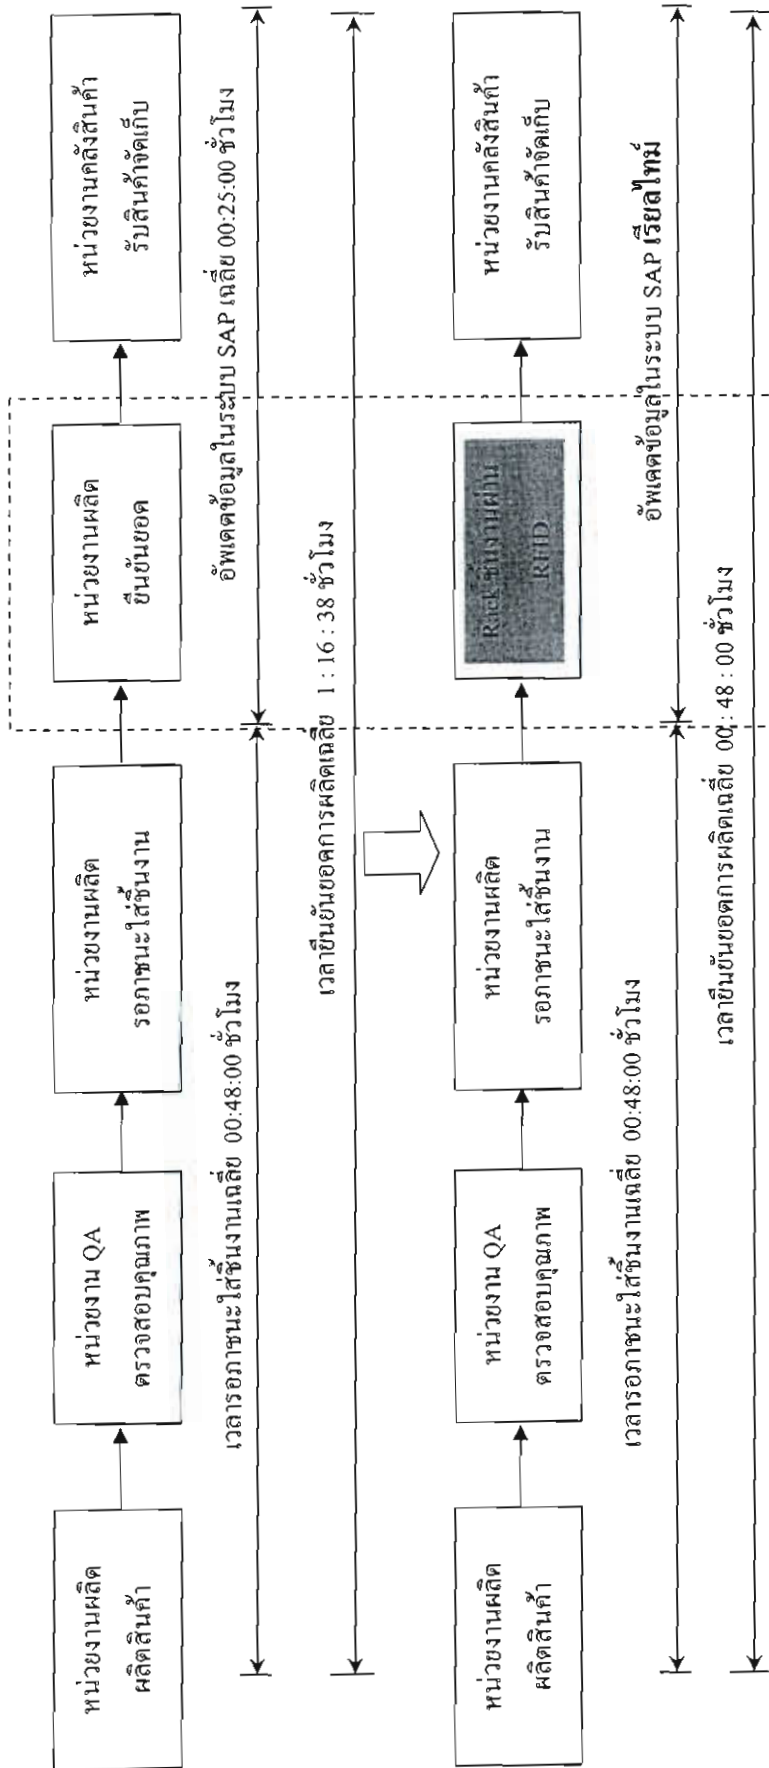 หน่วยงานผลิต
ผลิตสินค้า
หน่วยงาน QA
ตรวจสอบคุณภาพ
หน่วยงานผลิต
รอภาชนะใส่ชิ้นงาน
หน่วยงานผลิต
ยืนยันยอด
หน่วยงานคลังสินค้า
รับสินค้าจัดเก็บ
เวลารอภาชนะใส่ชิ้นงานเฉลี่ย 00:48:00 ชั่วโมง
อัพเดตข้อมูลในระบบ SAP เฉลี่ย 00:25:00 ชั่วโมง
เวลายืนยันยอดการผลิตเฉลี่ย 1 : 16 : 38 ชั่วโมง
หน่วยงานผลิต
ผลิตสินค้า
หน่วยงาน QA
ตรวจสอบคุณภาพ
หน่วยงานผลิต
รอภาชนะใส่ชิ้นงาน
Rack ชิ้นงานผ่าน
RFID
หน่วยงานคลังสินค้า
รับสินค้าจัดเก็บ
เวลารอภาชนะใส่ชิ้นงานเฉลี่ย 00:48:00 ชั่วโมง
อัพเดตข้อมูลในระบบ SAP เรียลไทม์
เวลายืนยันยอดการผลิตเฉลี่ย 00 : 48 : 00 ชั่วโมง